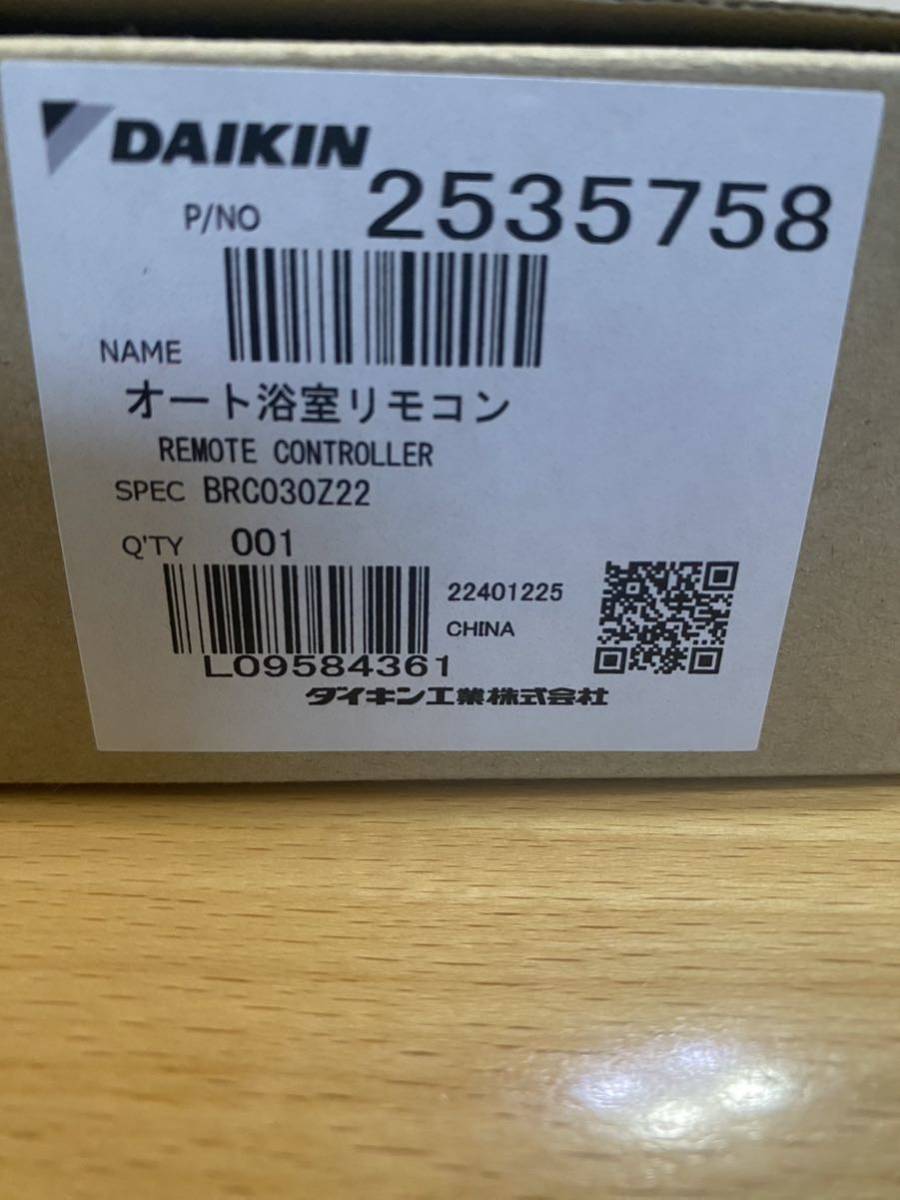 DAIKIN
P/NO 2535758
NAME
オート浴室リモコン
REMOTE CONTROLLER
SPEC BRC030Z22
Q'TY 001
22401225
CHINA
L09584361
ダイキン工業株式会社